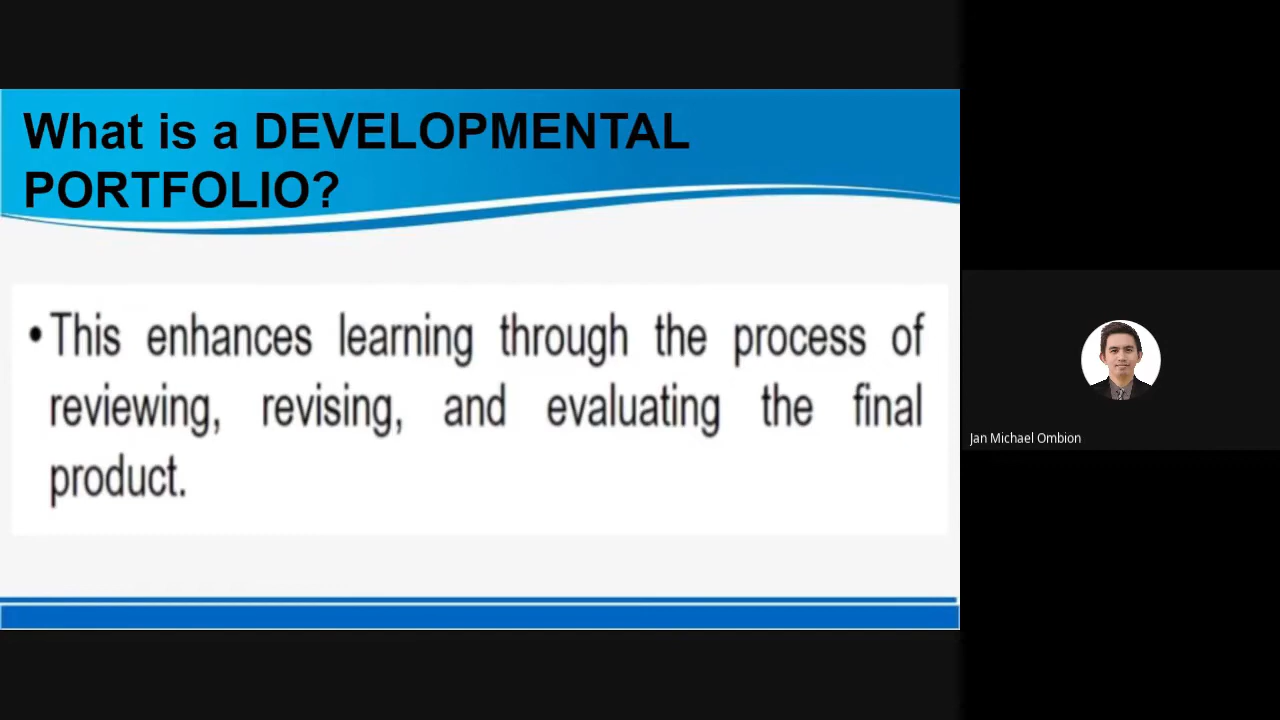 What is a DEVELOPMENTAL
PORTFOLIO?
• This enhances learning through the process of
reviewing, revising, and evaluating the final
product.
Jan Michael Ombion